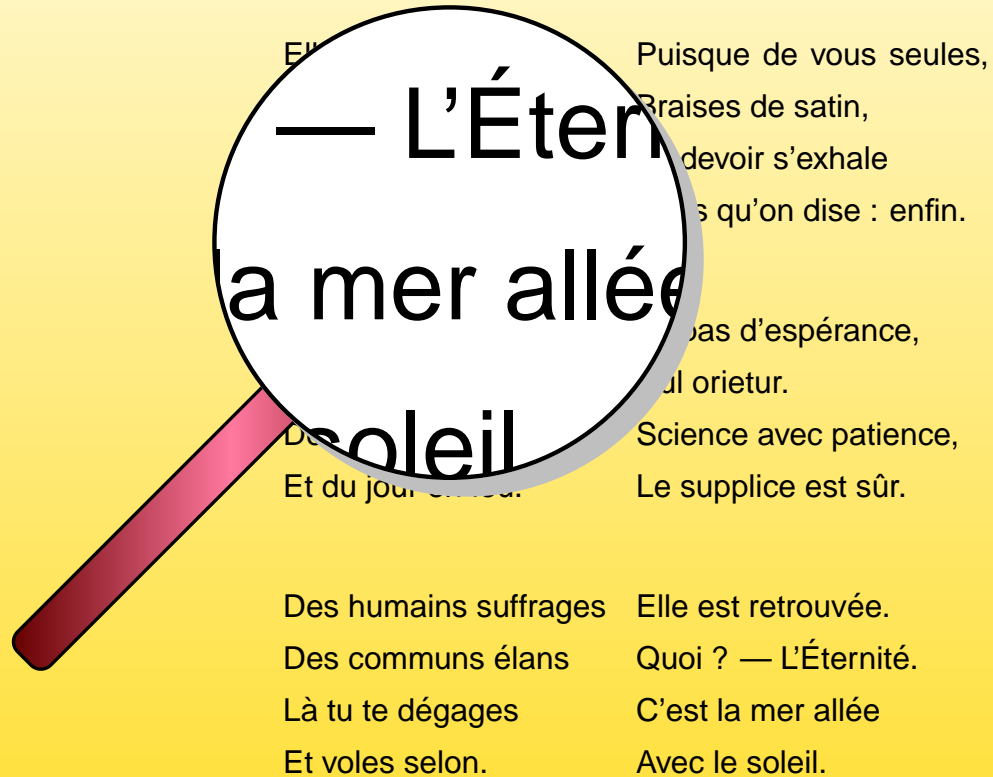 — L’Éter
la mer allée
soleil
Et du jour
Des humains suffrages
Des communs élans
Là tu te dégages
Et voles selon.
Puisque de vous seules,
Braises de satin,
devoir s’exhale
qu’on dise : enfin.
pas d’espérance,
orietur.
Science avec patience,
Le supplice est sûr.
Elle est retrouvée.
Quoi ? — L’Éternité.
C’est la mer allée
Avec le soleil.